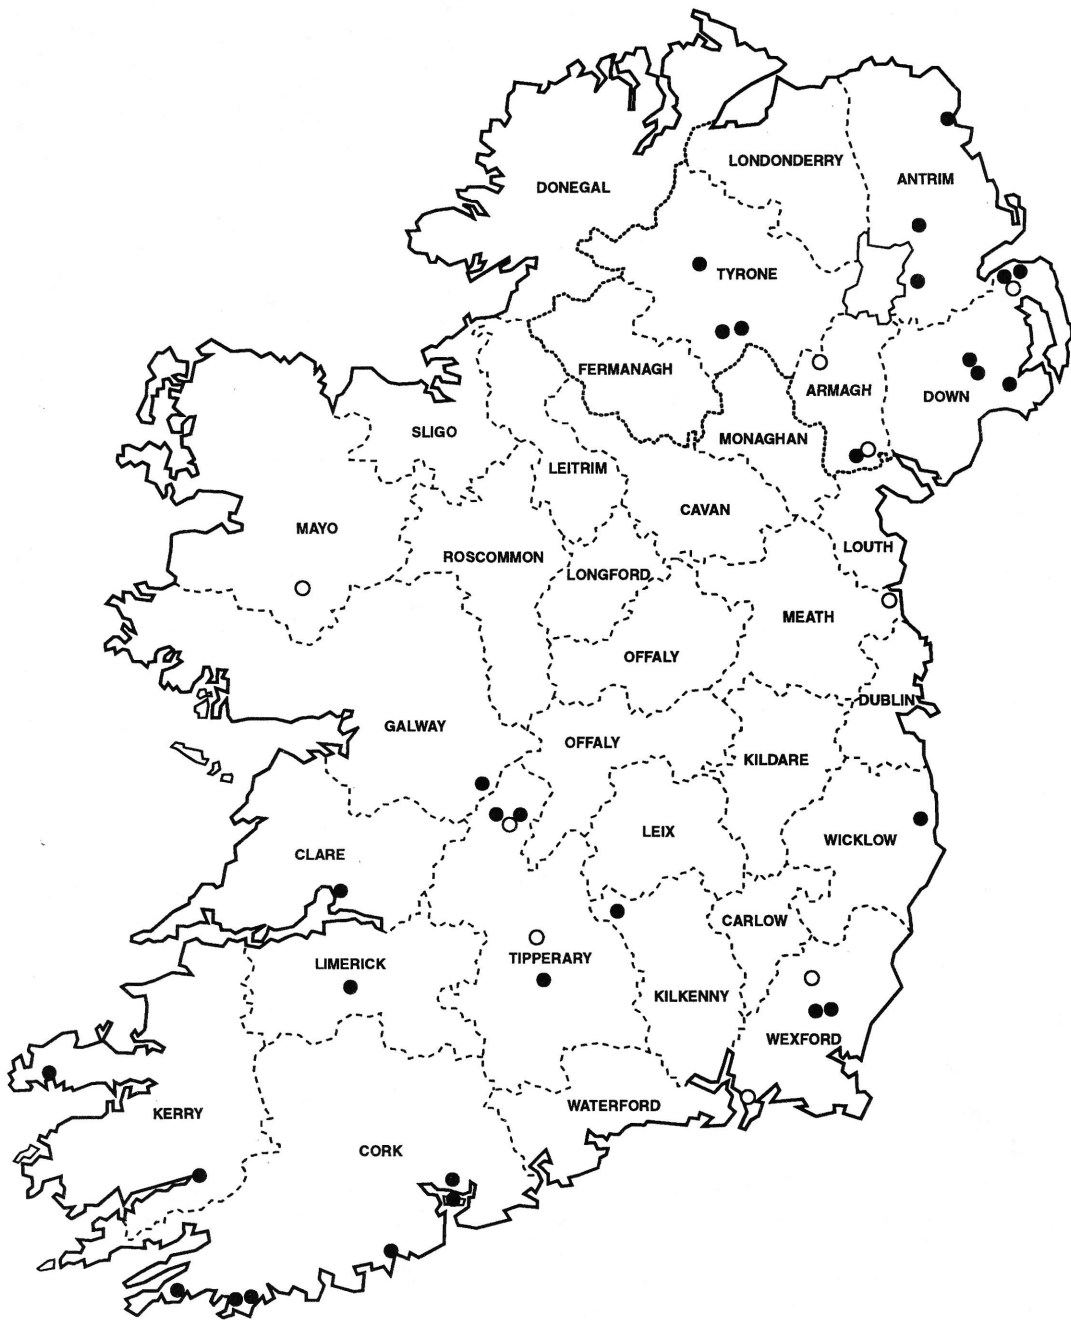 LONDONDERRY
ANTRIM
DONEGAL
TYRONE
FERMANAGH
ARMAGH
DOWN
SLIGO
MONAGHAN
LEITRIM
CAVAN
MAYO
LOUTH
ROSCOMMON
LONGFORD
MEATH
OFFALY
DUBLIN
GALWAY
OFFALY
KILDARE
LEIX
WICKLOW
CLARE
CARLOW
LIMERICK
TIPPERARY
KILKENNY
WEXFORD
WATERFORD
KERRY
CORK